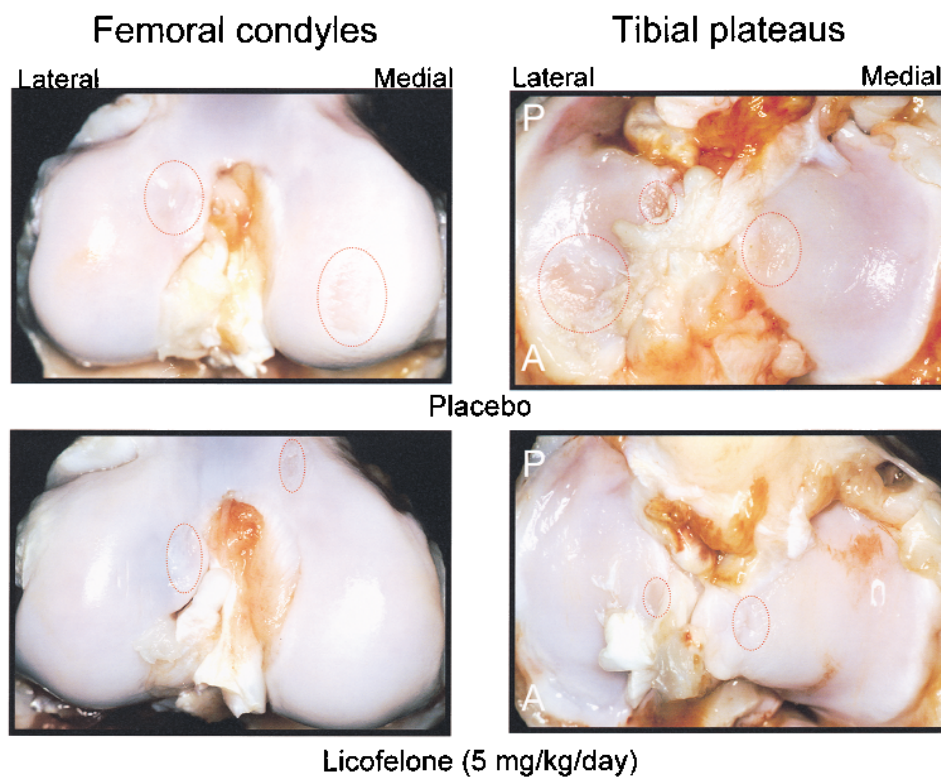 Femoral condyles
Tibial plateaus
Lateral
Medial
Lateral
Medial
P
A
Placebo
P
A
Licofelone (5 mg/kg/day)